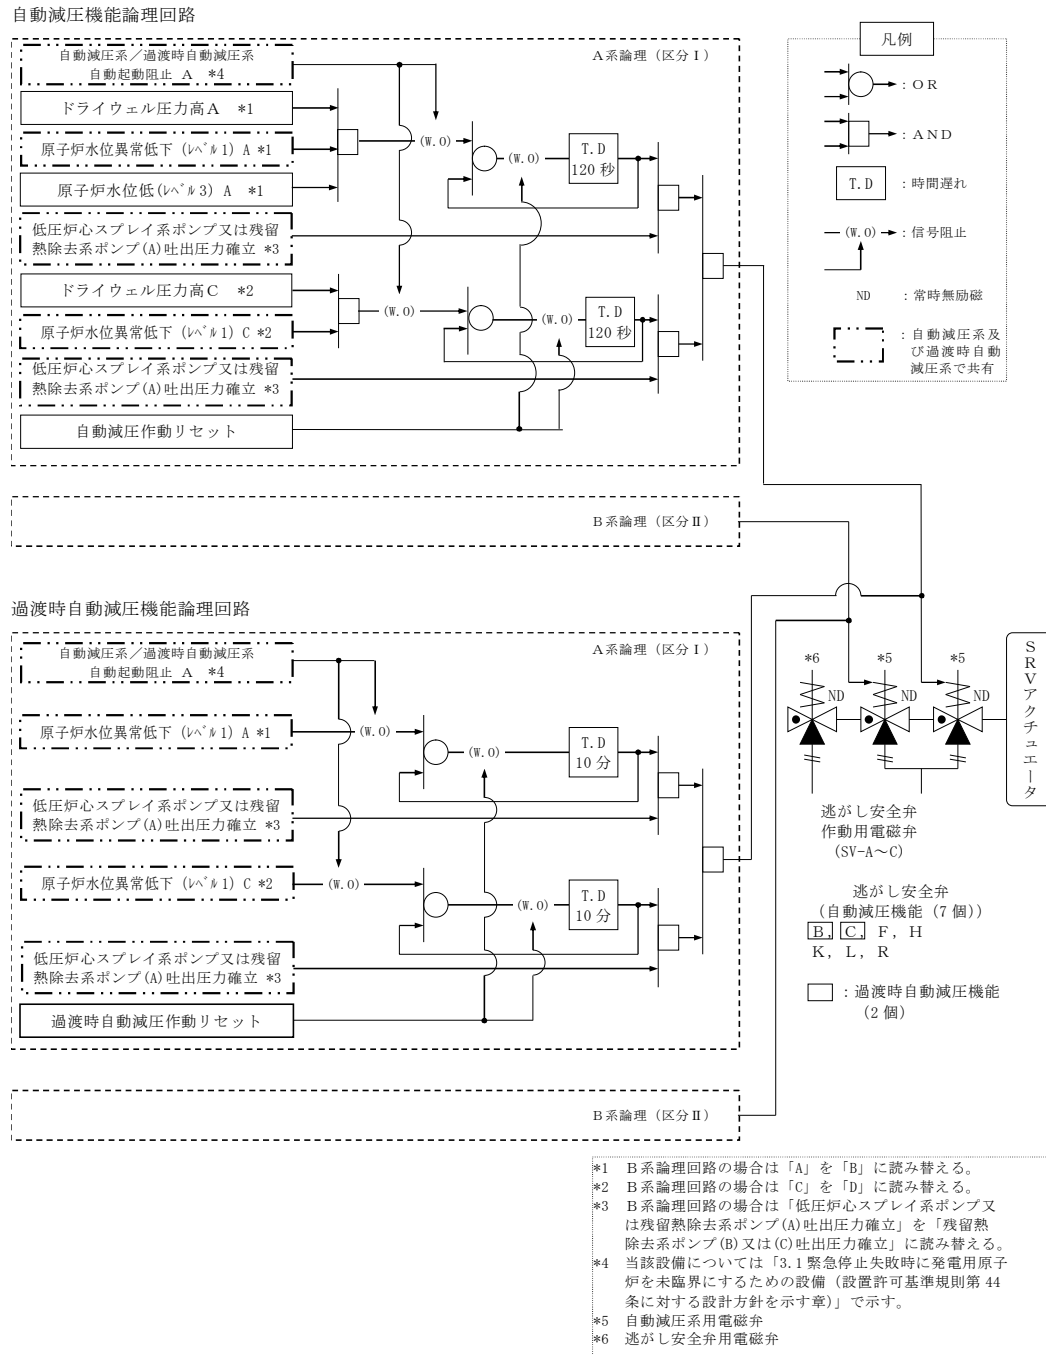 自動減圧機能論理回路
自動減圧系／過渡時自動減圧系
自動起動阻止 A *4
A系論理（区分Ⅰ）
ドライウェル圧力高A *1
原子炉水位異常低下（ﾚﾍﾞﾙ1）A *1
原子炉水位低(ﾚﾍﾞﾙ3) A *1
低圧炉心スプレイ系ポンプ又は残留
熱除去系ポンプ(A)吐出圧力確立 *3
ドライウェル圧力高C *2
原子炉水位異常低下（ﾚﾍﾞﾙ1）C *2
低圧炉心スプレイ系ポンプ又は残留
熱除去系ポンプ(A)吐出圧力確立 *3
自動減圧作動リセット
(W.O)
(W.O)
T.D
120秒
(W.O)
(W.O)
T.D
120秒
B系論理（区分Ⅱ）
凡例
：OR
：AND
T.D
：時間遅れ
(W.O)
：信号阻止
ND
：常時無励磁
：自動減圧系及
び過渡時自動
減圧系で共有
過渡時自動減圧機能論理回路
自動減圧系／過渡時自動減圧系
自動起動阻止 A *4
A系論理（区分Ⅰ）
原子炉水位異常低下（ﾚﾍﾞﾙ1）A *1
低圧炉心スプレイ系ポンプ又は残留
熱除去系ポンプ(A)吐出圧力確立 *3
原子炉水位異常低下（ﾚﾍﾞﾙ1）C *2
低圧炉心スプレイ系ポンプ又は残留
熱除去系ポンプ(A)吐出圧力確立 *3
過渡時自動減圧作動リセット
(W.O)
(W.O)
T.D
10分
(W.O)
(W.O)
T.D
10分
B系論理（区分Ⅱ）
*6
*5
*5
ND
ND
ND
SRVアクチュエータ
逃がし安全弁
作動用電磁弁
(SV-A～C)
逃がし安全弁
（自動減圧機能（7個））
B, C, F, H
K, L, R
：過渡時自動減圧機能
（2個）
*1 B系論理回路の場合は「A」を「B」に読み替える。
*2 B系論理回路の場合は「C」を「D」に読み替える。
*3 B系論理回路の場合は「低圧炉心スプレイ系ポンプ又
は残留熱除去系ポンプ(A)吐出圧力確立」を「残留熱
除去系ポンプ(B)又は(C)吐出圧力確立」に読み替える。
*4 当該設備については「3.1緊急停止失敗時に発電用原子
炉を未臨界にするための設備（設置許可基準規則第44
条に対する設計方針を示す章）」で示す。
*5 自動減圧系用電磁弁
*6 逃がし安全弁用電磁弁